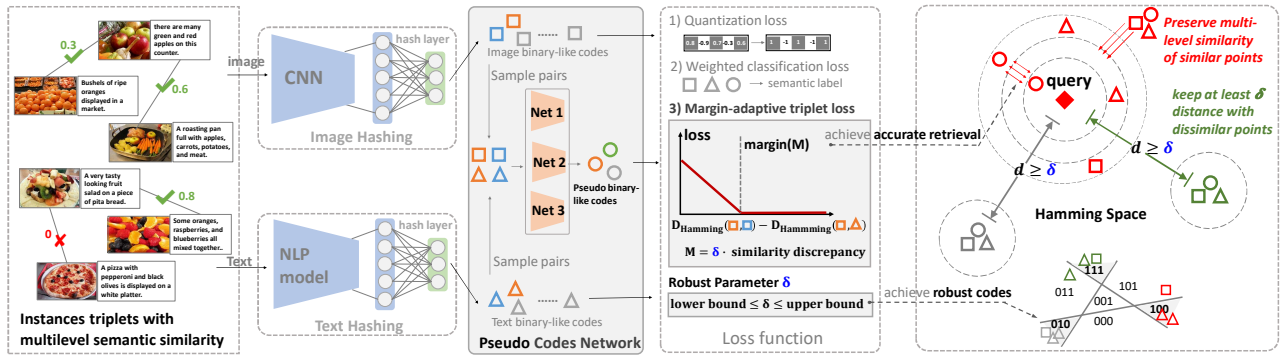 0.3
there are many
green and red
apples on this
counter.
Bushels of ripe
oranges
displayed in a
market.
0.6
A roasting pan
full with apples,
carrots, potatoes,
and meat.
A very tasty
looking fruit
salad on a piece
of pita bread.
0.8
0
Some oranges,
raspberries, and
blueberries all
mixed together..
A pizza with
pepperoni and black
olives is displayed on
a white platter.
Instances triplets with
multilevel semantic similarity
image
Text
CNN
hash layer
Image Hashing
NLP
model
hash layer
Text Hashing
Image binary-like codes
Sample pairs
Net 1
Net 2
Net 3
Pseudo binary-
like codes
Sample pairs
Text binary-like codes
Pseudo Codes Network
1) Quantization loss
0.8 -0.9 0.7 -0.3 0.6
1 -1 1 -1 1
2) Weighted classification loss
semantic label
3) Margin-adaptive triplet loss
loss
margin(M)
D Hamming ( , ) − D Hammming ( , )
M = δ · similarity discrepancy
Robust Parameter δ
lower bound ≤ δ ≤ upper bound
Loss function
achieve accurate retrieval
achieve robust codes
Preserve multi-
level similarity
of similar points
query
keep at least δ
distance with
dissimilar points
d ≥ δ
d ≥ δ
Hamming Space
111
011
101
001
100
010
000